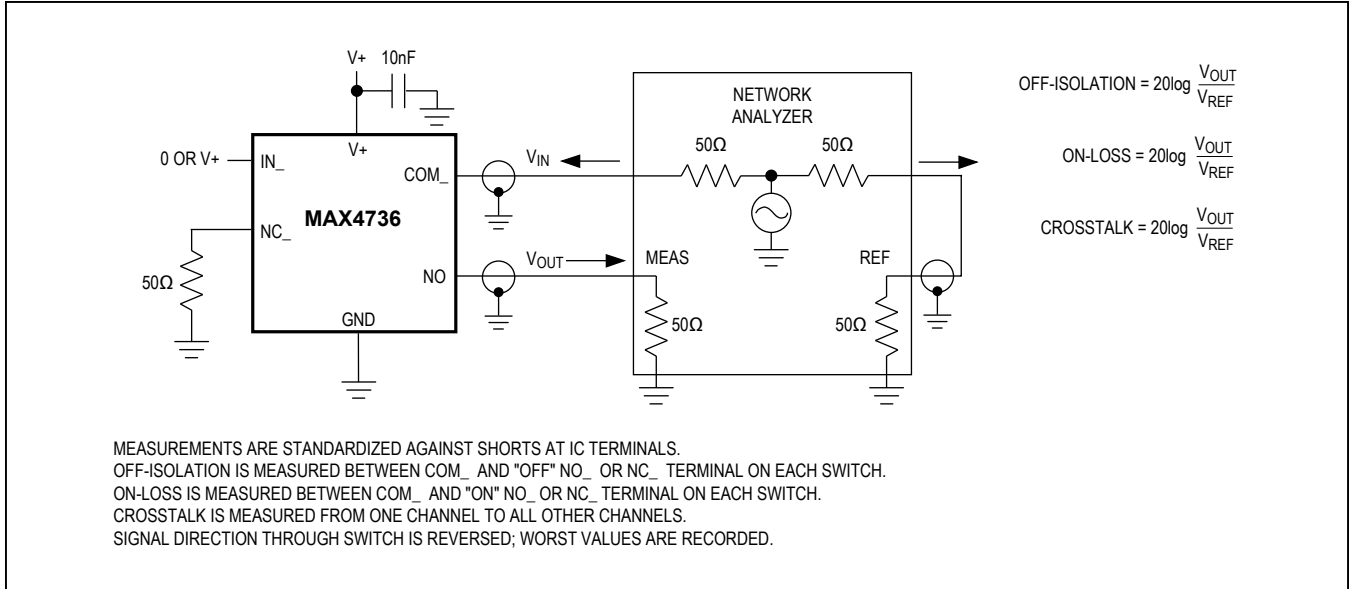 V+ 10nF
V+
0 OR V+
IN_
COM_
MAX4736
NC_
50Ω
NO
GND
VIN
VOUT
NETWORK
ANALYZER
50Ω 50Ω
MEAS REF
50Ω 50Ω
OFF-ISOLATION = 20log VOUT
VREF
ON-LOSS = 20log VOUT
VREF
CROSSTALK = 20log VOUT
VREF
MEASUREMENTS ARE STANDARDIZED AGAINST SHORTS AT IC TERMINALS.
OFF-ISOLATION IS MEASURED BETWEEN COM_ AND "OFF" NO_ OR NC_ TERMINAL ON EACH SWITCH.
ON-LOSS IS MEASURED BETWEEN COM_ AND "ON" NO_ OR NC_ TERMINAL ON EACH SWITCH.
CROSSTALK IS MEASURED FROM ONE CHANNEL TO ALL OTHER CHANNELS.
SIGNAL DIRECTION THROUGH SWITCH IS REVERSED; WORST VALUES ARE RECORDED.